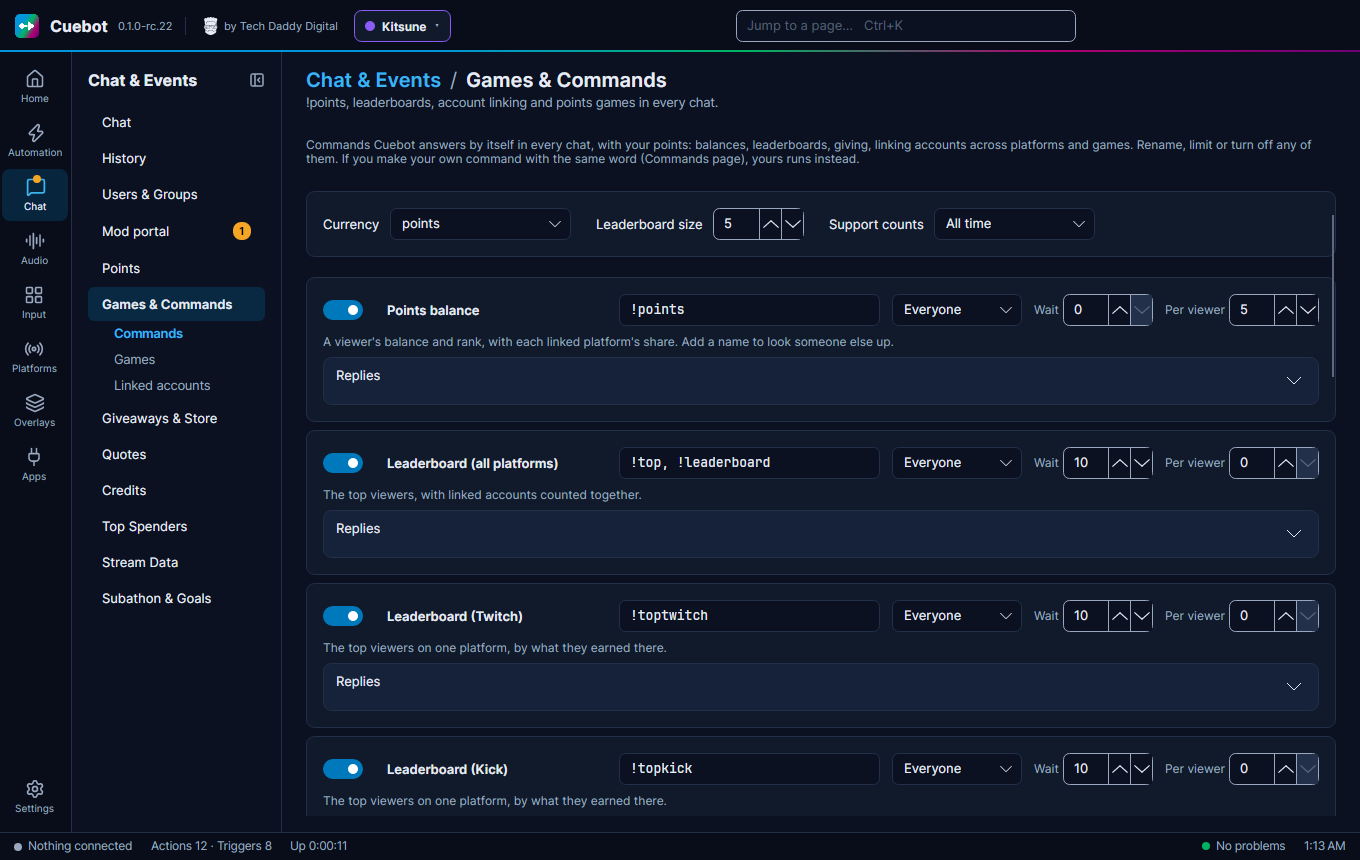 Cuebot 0.1.0-rc.22 by Tech Daddy Digital Kitsune Jump to a page... Ctrl+K
Home
Automation
Chat
Audio
Input
Platforms
Overlays
Apps
Settings
Chat & Events
Chat
History
Users & Groups
Mod portal 1
Points
Games & Commands
Commands
Games
Linked accounts
Giveaways & Store
Quotes
Credits
Top Spenders
Stream Data
Subathon & Goals
Chat & Events / Games & Commands
!points, leaderboards, account linking and points games in every chat.
Commands Cuebot answers by itself in every chat, with your points: balances, leaderboards, giving, linking accounts across platforms and games. Rename, limit or turn off any of
them. If you make your own command with the same word (Commands page), yours runs instead.
Currency points Leaderboard size 5 Support counts All time
Points balance !points Everyone Wait 0 Per viewer 5
A viewer's balance and rank, with each linked platform's share. Add a name to look someone else up.
Replies
Leaderboard (all platforms) !top, !leaderboard Everyone Wait 10 Per viewer 0
The top viewers, with linked accounts counted together.
Replies
Leaderboard (Twitch) !toptwitch Everyone Wait 10 Per viewer 0
The top viewers on one platform, by what they earned there.
Replies
Leaderboard (Kick) !topkick Everyone Wait 10 Per viewer 0
The top viewers on one platform, by what they earned there.
Nothing connected Actions 12 · Triggers 8 Up 0:00:11 No problems 1:13 AM